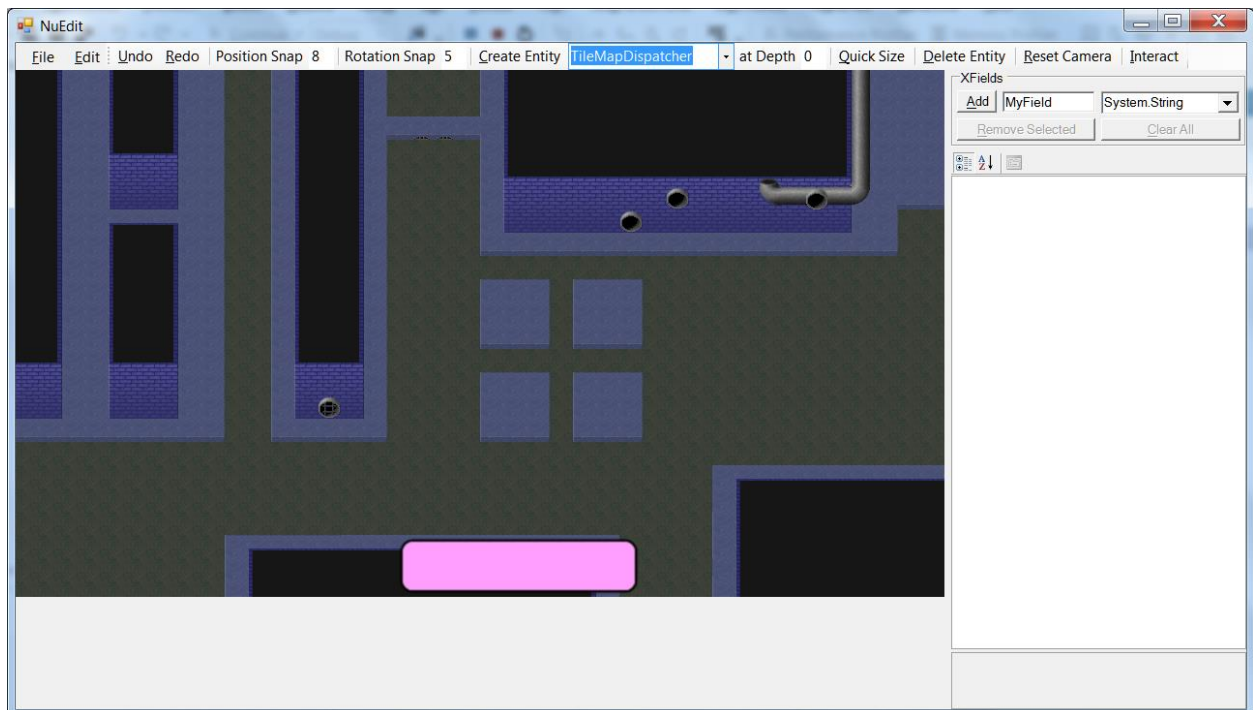 NuEdit
File Edit Undo Redo Position Snap 8 Rotation Snap 5 Create Entity TileMapDispatcher at Depth 0 Quick Size Delete Entity Reset Camera Interact
XFields
Add MyField System.String
Remove Selected Clear All